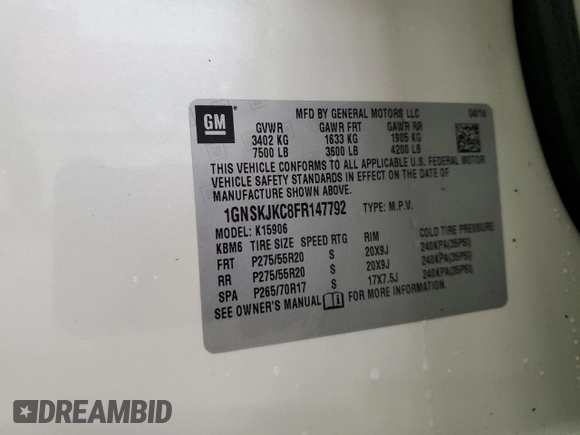 GM
MFD BY GENERAL MOTORS LLC
GVWR GAWR FRT GAWR RR
3402 KG 1633 KG 1905 KG
7500 LB 3600 LB 4200 LB
THIS VEHICLE CONFORMS TO ALL APPLICABLE U.S. FEDERAL MOTOR
VEHICLE SAFETY STANDARDS IN EFFECT ON THE DATE OF
MANUFACTURE SHOWN ABOVE.
1GNSKJKC8FR147792 TYPE: M.P.V.
MODEL: K15906
KBM6 TIRE SIZE SPEED RTG RIM COLD TIRE PRESSURE
FRT P275/55R20 S 20X9J 240KPA(35PSI)
RR P275/55R20 S 20X9J 240KPA(35PSI)
SPA P265/70R17 S 17X7.5J 240KPA(35PSI)
SEE OWNER'S MANUAL FOR MORE INFORMATION.
DREAMBID